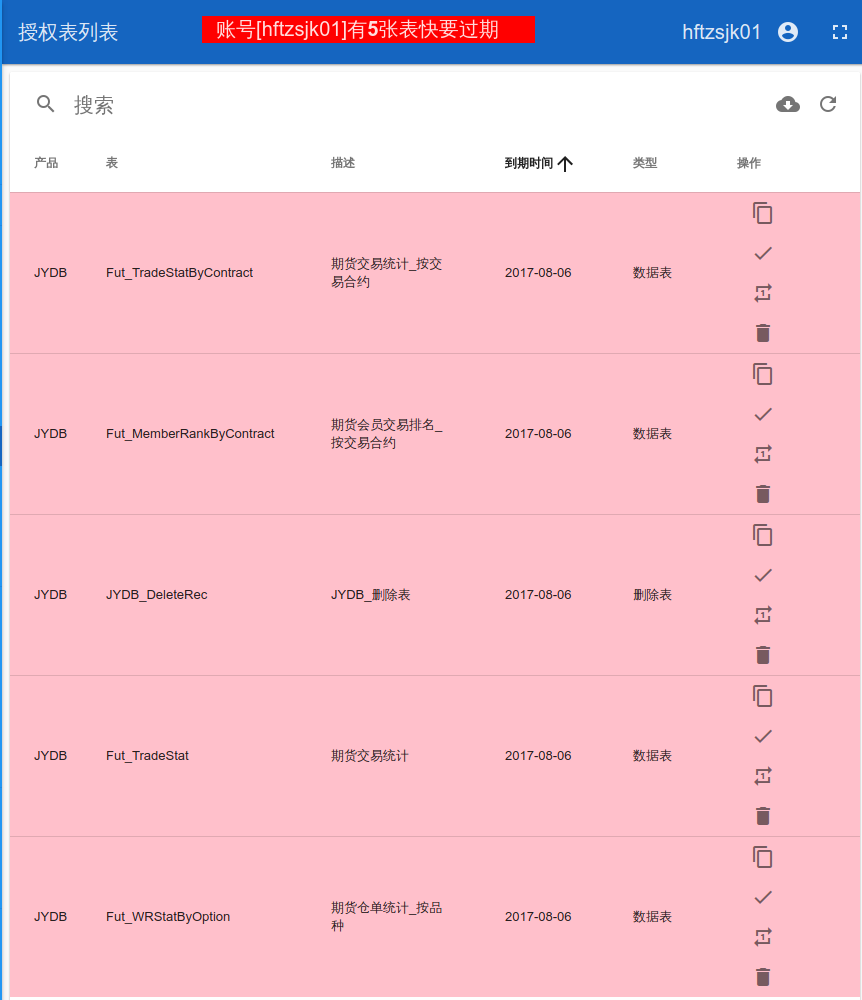 授权表列表
账号[hftzsjk01]有5张表快要过期
hftzsjk01
搜索
产品 表 描述 到期时间 类型 操作
JYDB Fut_TradeStatByContract 期货交易统计_按交 2017-08-06 数据表
易合约
JYDB Fut_MemberRankByContract 期货会员交易排名_ 2017-08-06 数据表
按交易合约
JYDB JYDB_DeleteRec JYDB_删除表 2017-08-06 删除表
JYDB Fut_TradeStat 期货交易统计 2017-08-06 数据表
JYDB Fut_WRStatByOption 期货仓单统计_按品 2017-08-06 数据表
种